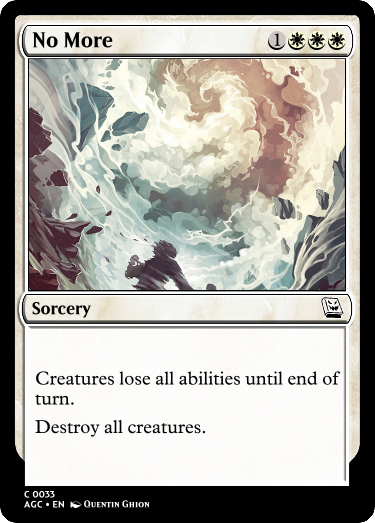 No More
1
Sorcery
Creatures lose all abilities until end of
turn.
Destroy all creatures.
C 0033
AGC • EN Quentin Ghion